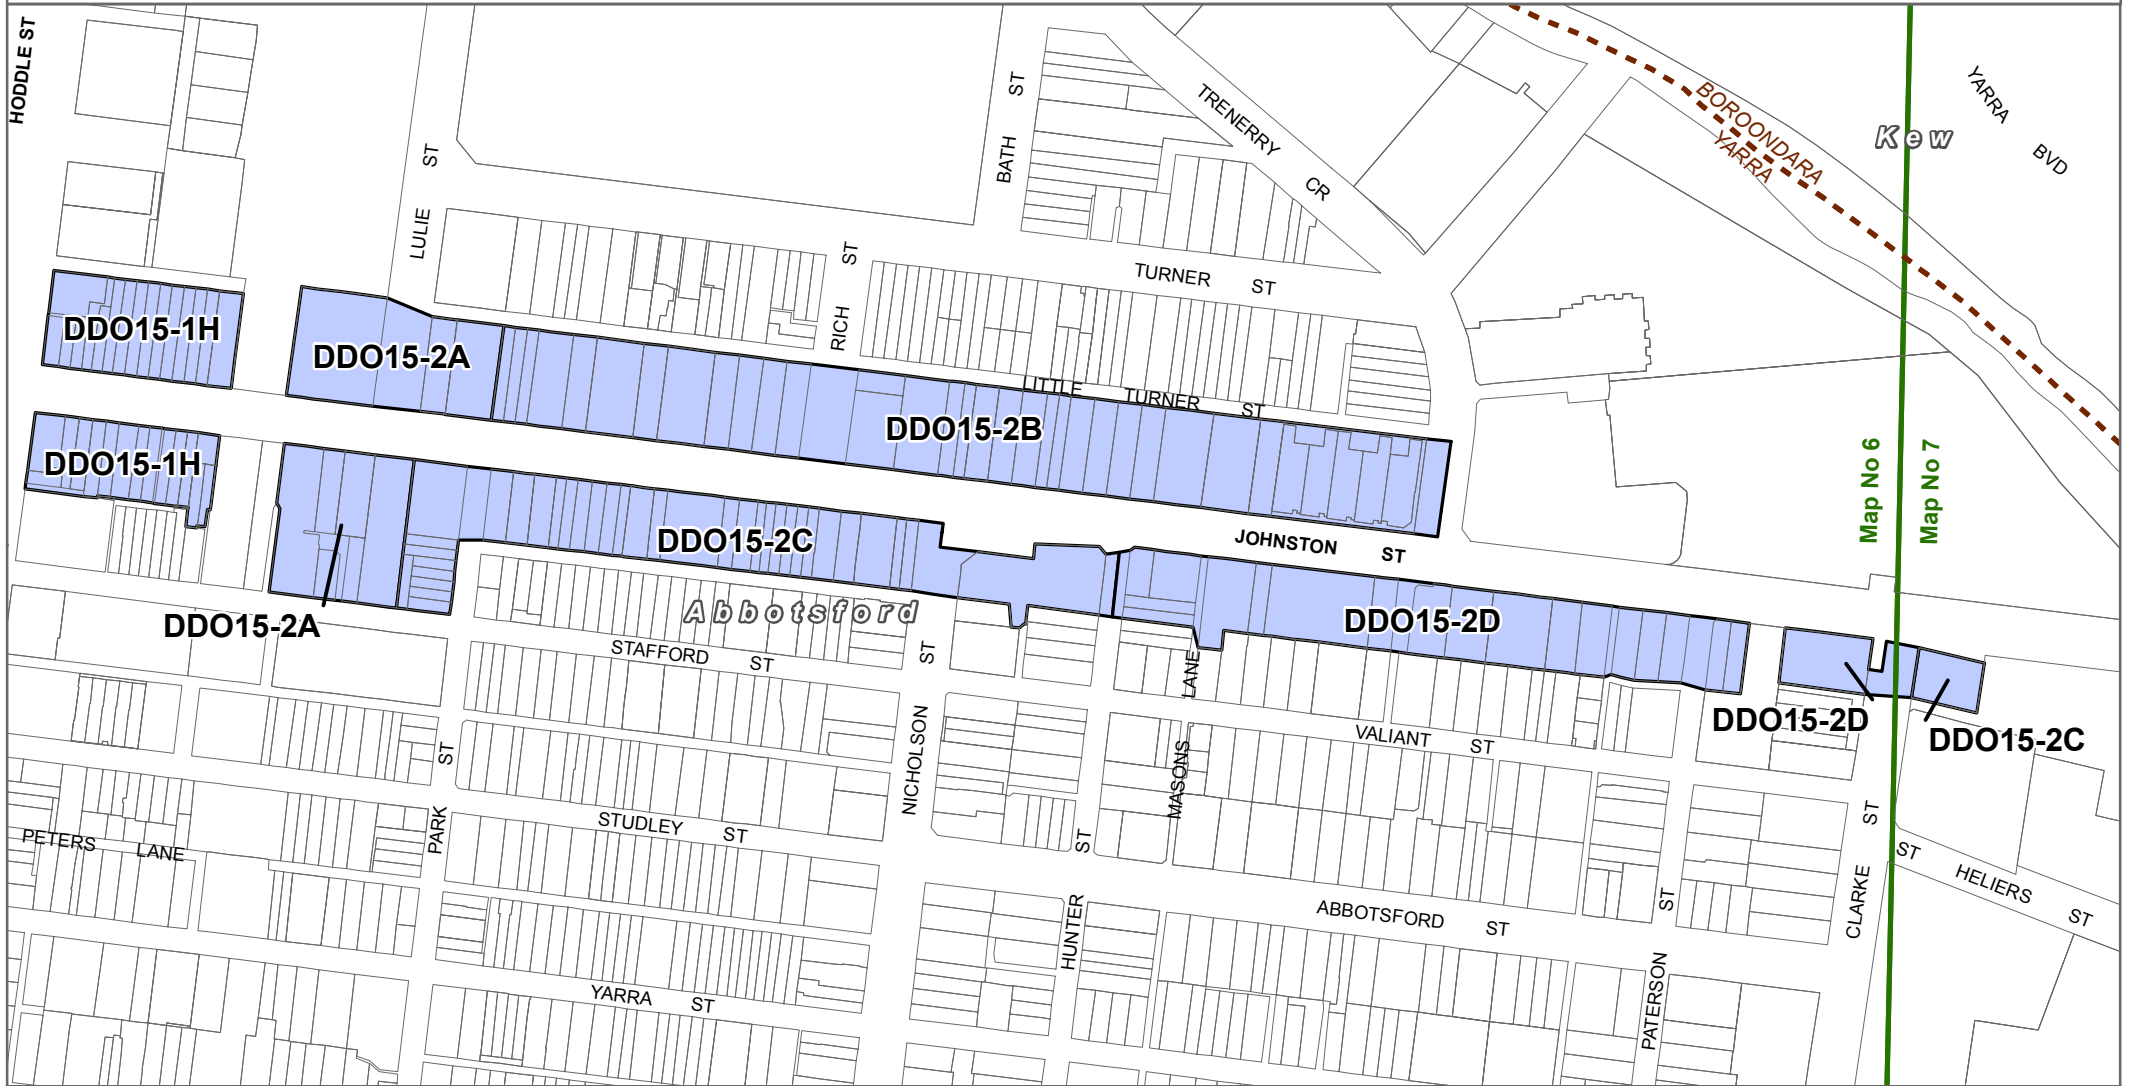 HODDLE ST
LULIE ST
BATH ST
TRENERRY CR
BOROONDARA
YARRA
Kew
YARRA BVD
TURNER ST
RICH ST
DDO15-1H
DDO15-2A
LITTLE TURNER ST
DDO15-2B
DDO15-1H
Map No 6
Map No 7
DDO15-2C
JOHNSTON ST
DDO15-2A
Abbotsford
DDO15-2D
STAFFORD ST
LANE
MASONS
DDO15-2D
DDO15-2C
VALIANT ST
NICHOLSON ST
PARK ST
STUDLEY ST
PETERS LANE
HUNTER ST
CLARKE ST
ST HELIERS ST
ABBOTSFORD ST
PATERSON ST
YARRA ST